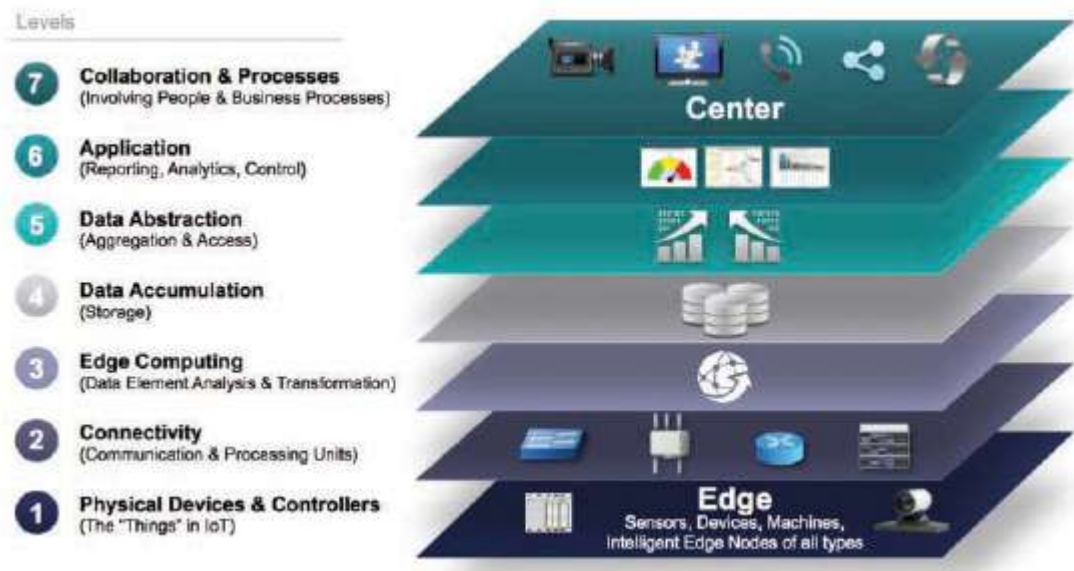 Levels
7
Collaboration & Processes
(Involving People & Business Processes)
6
Application
(Reporting, Analytics, Control)
5
Data Abstraction
(Aggregation & Access)
4
Data Accumulation
(Storage)
3
Edge Computing
(Data Element Analysis & Transformation)
2
Connectivity
(Communication & Processing Units)
1
Physical Devices & Controllers
(The "Things" in IoT)
Center
Edge
Sensors, Devices, Machines,
Intelligent Edge Nodes of all types